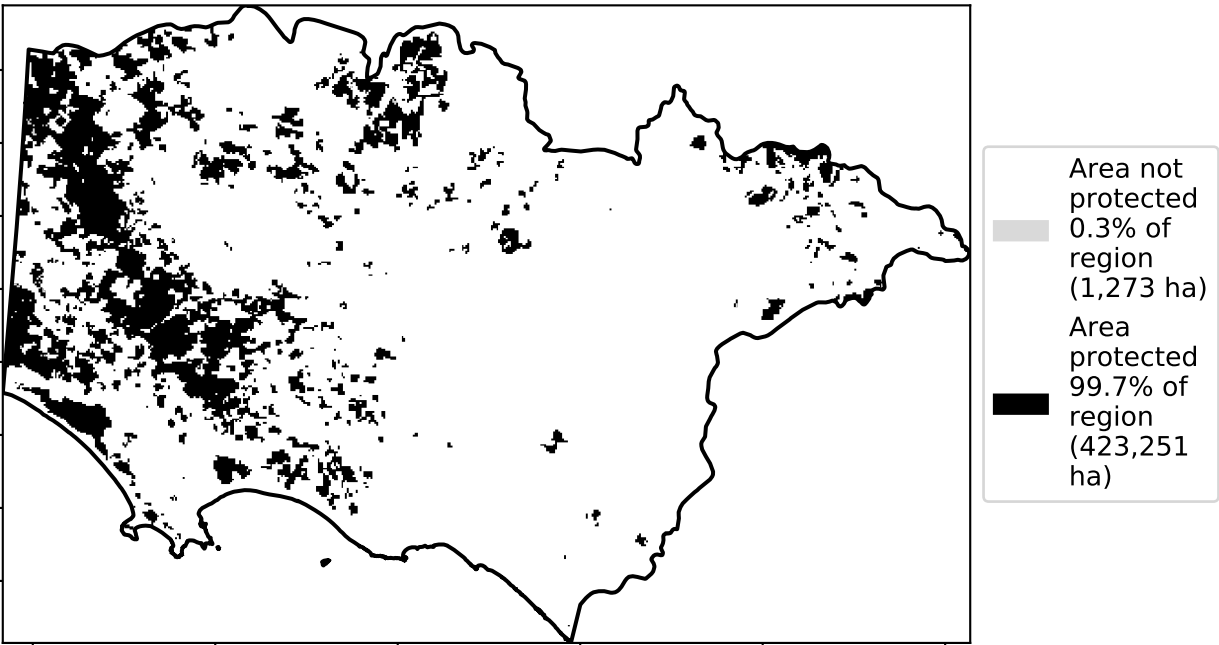 Area not
protected
0.3% of
region
(1,273 ha)
Area
protected
99.7% of
region
(423,251
ha)